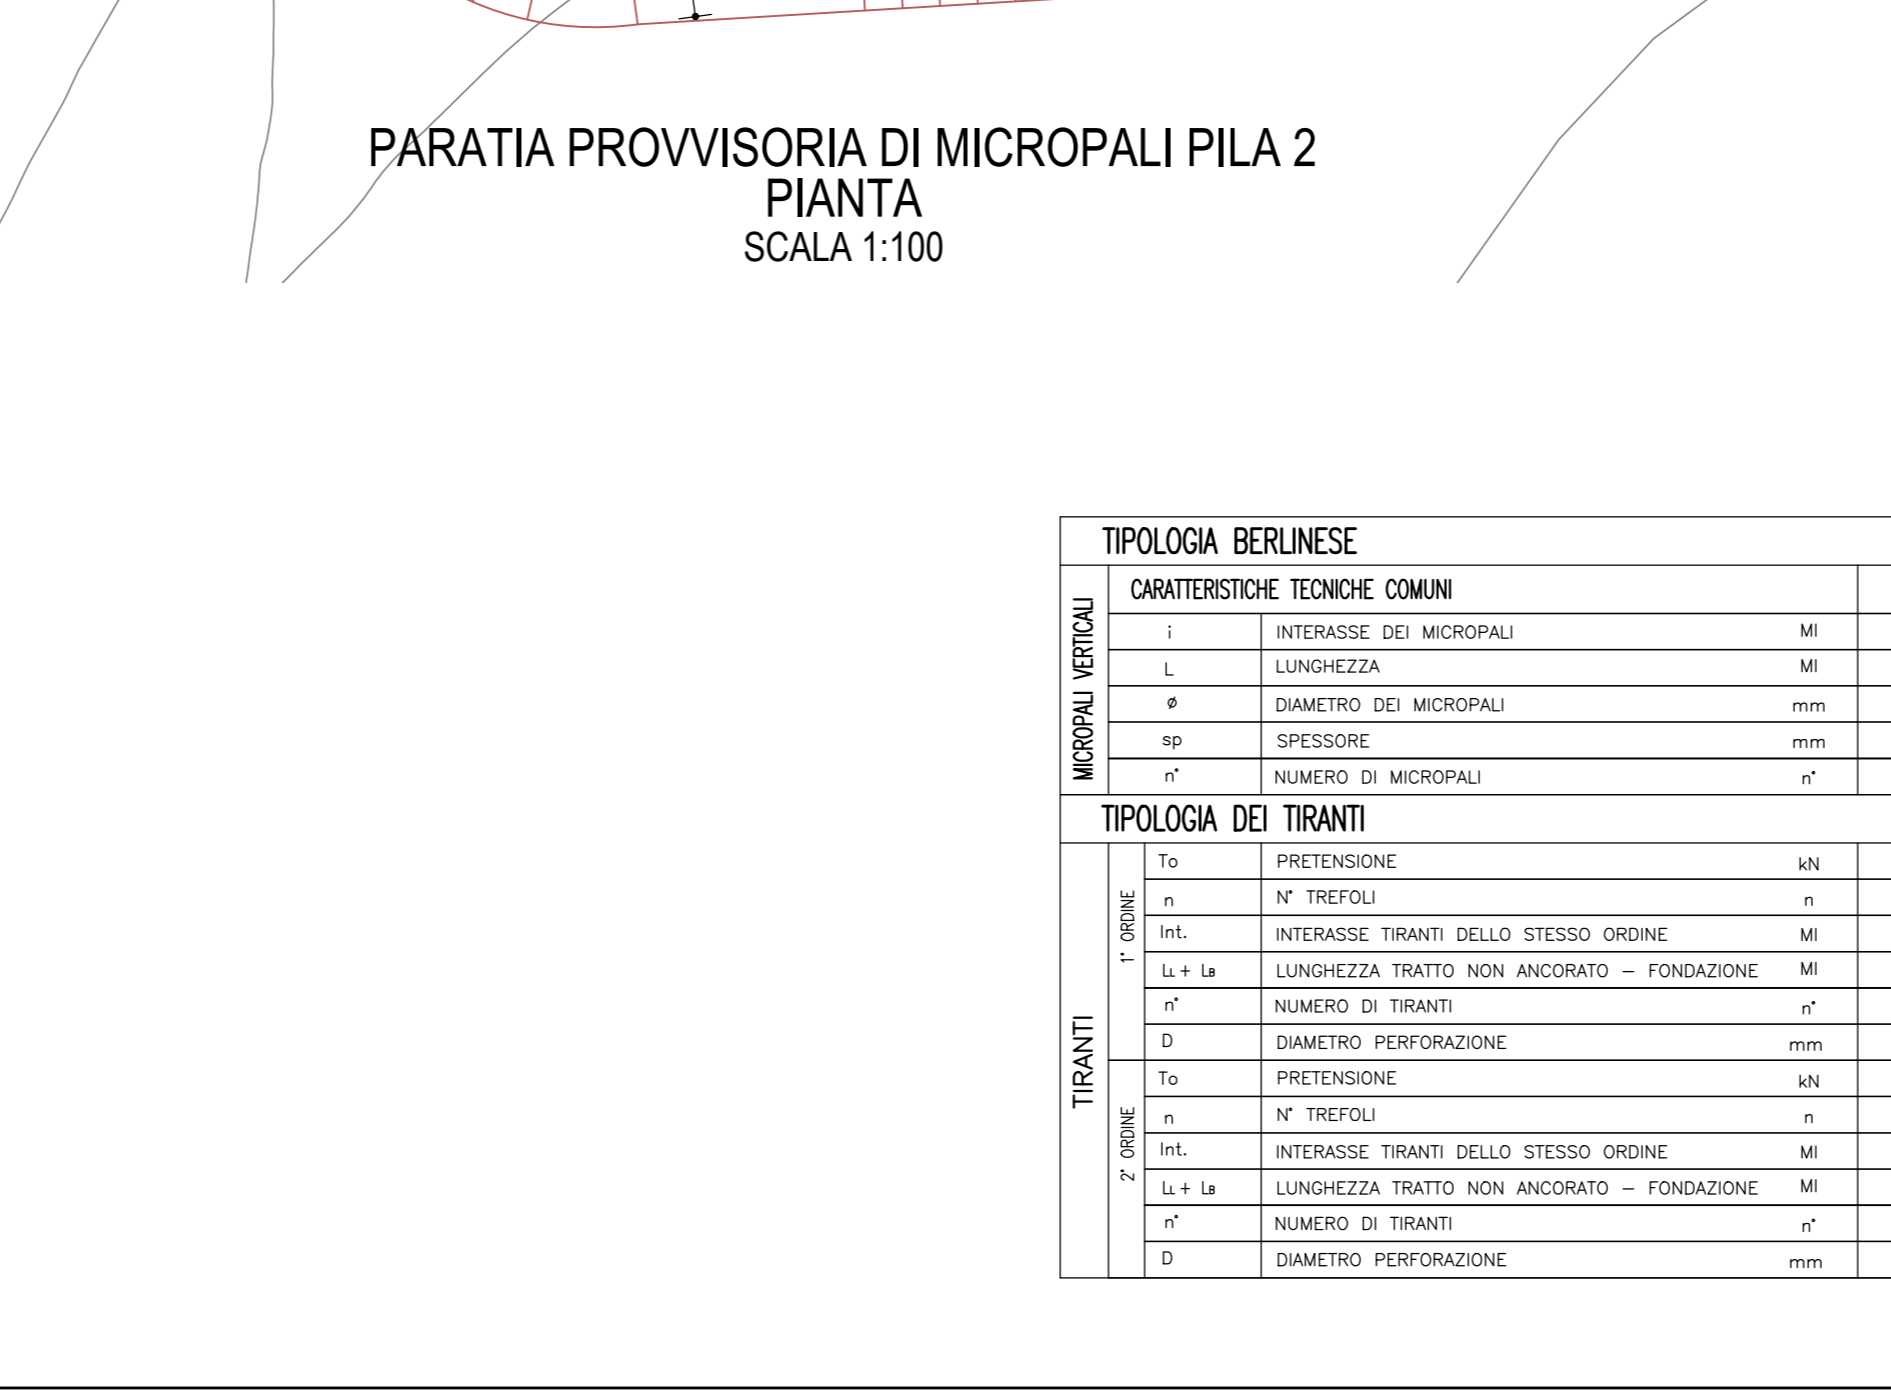 PARATIA PROVVISORIA DI MICROPALI PILA 2
PIANTA
SCALA 1:100
TIPOLOGIA BERLINESE
MICROPALI VERTICALI
CARATTERISTICHE TECNICHE COMUNI
i INTERASSE DEI MICROPALI Ml
L LUNGHEZZA Ml
ø DIAMETRO DEI MICROPALI mm
sp SPESSORE mm
n° NUMERO DI MICROPALI n°
TIPOLOGIA DEI TIRANTI
TIRANTI
1° ORDINE
To PRETENSIONE kN
n N° TREFOLI n
Int. INTERASSE TIRANTI DELLO STESSO ORDINE Ml
LL + LB LUNGHEZZA TRATTO NON ANCORATO – FONDAZIONE Ml
n° NUMERO DI TIRANTI n°
D DIAMETRO PERFORAZIONE mm
2° ORDINE
To PRETENSIONE kN
n N° TREFOLI n
Int. INTERASSE TIRANTI DELLO STESSO ORDINE Ml
LL + LB LUNGHEZZA TRATTO NON ANCORATO – FONDAZIONE Ml
n° NUMERO DI TIRANTI n°
D DIAMETRO PERFORAZIONE mm